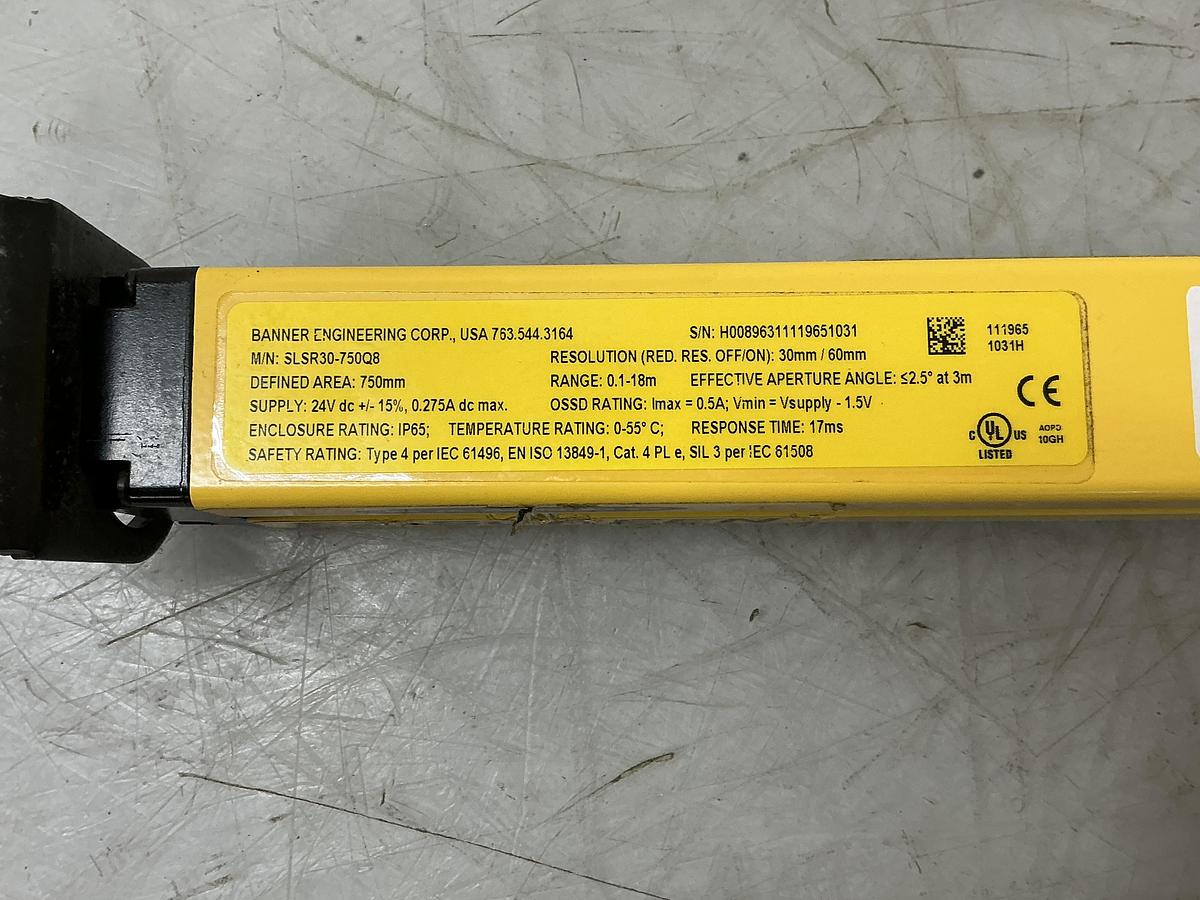 BANNER ENGINEERING CORP., USA 763.544.3164 S/N: H00896311119651031
M/N: SLSR30-750Q8 RESOLUTION (RED. RES. OFF/ON): 30mm / 60mm
DEFINED AREA: 750mm RANGE: 0.1-18m EFFECTIVE APERTURE ANGLE: ≤2.5° at 3m
SUPPLY: 24V dc +/- 15%, 0.275A dc max. OSSD RATING: Imax = 0.5A; Vmin = Vsupply - 1.5V
ENCLOSURE RATING: IP65; TEMPERATURE RATING: 0-55° C; RESPONSE TIME: 17ms
SAFETY RATING: Type 4 per IEC 61496, EN ISO 13849-1, Cat. 4 PL e, SIL 3 per IEC 61508
111965
1031H
CE
C UL US
LISTED
AOPD
10GH